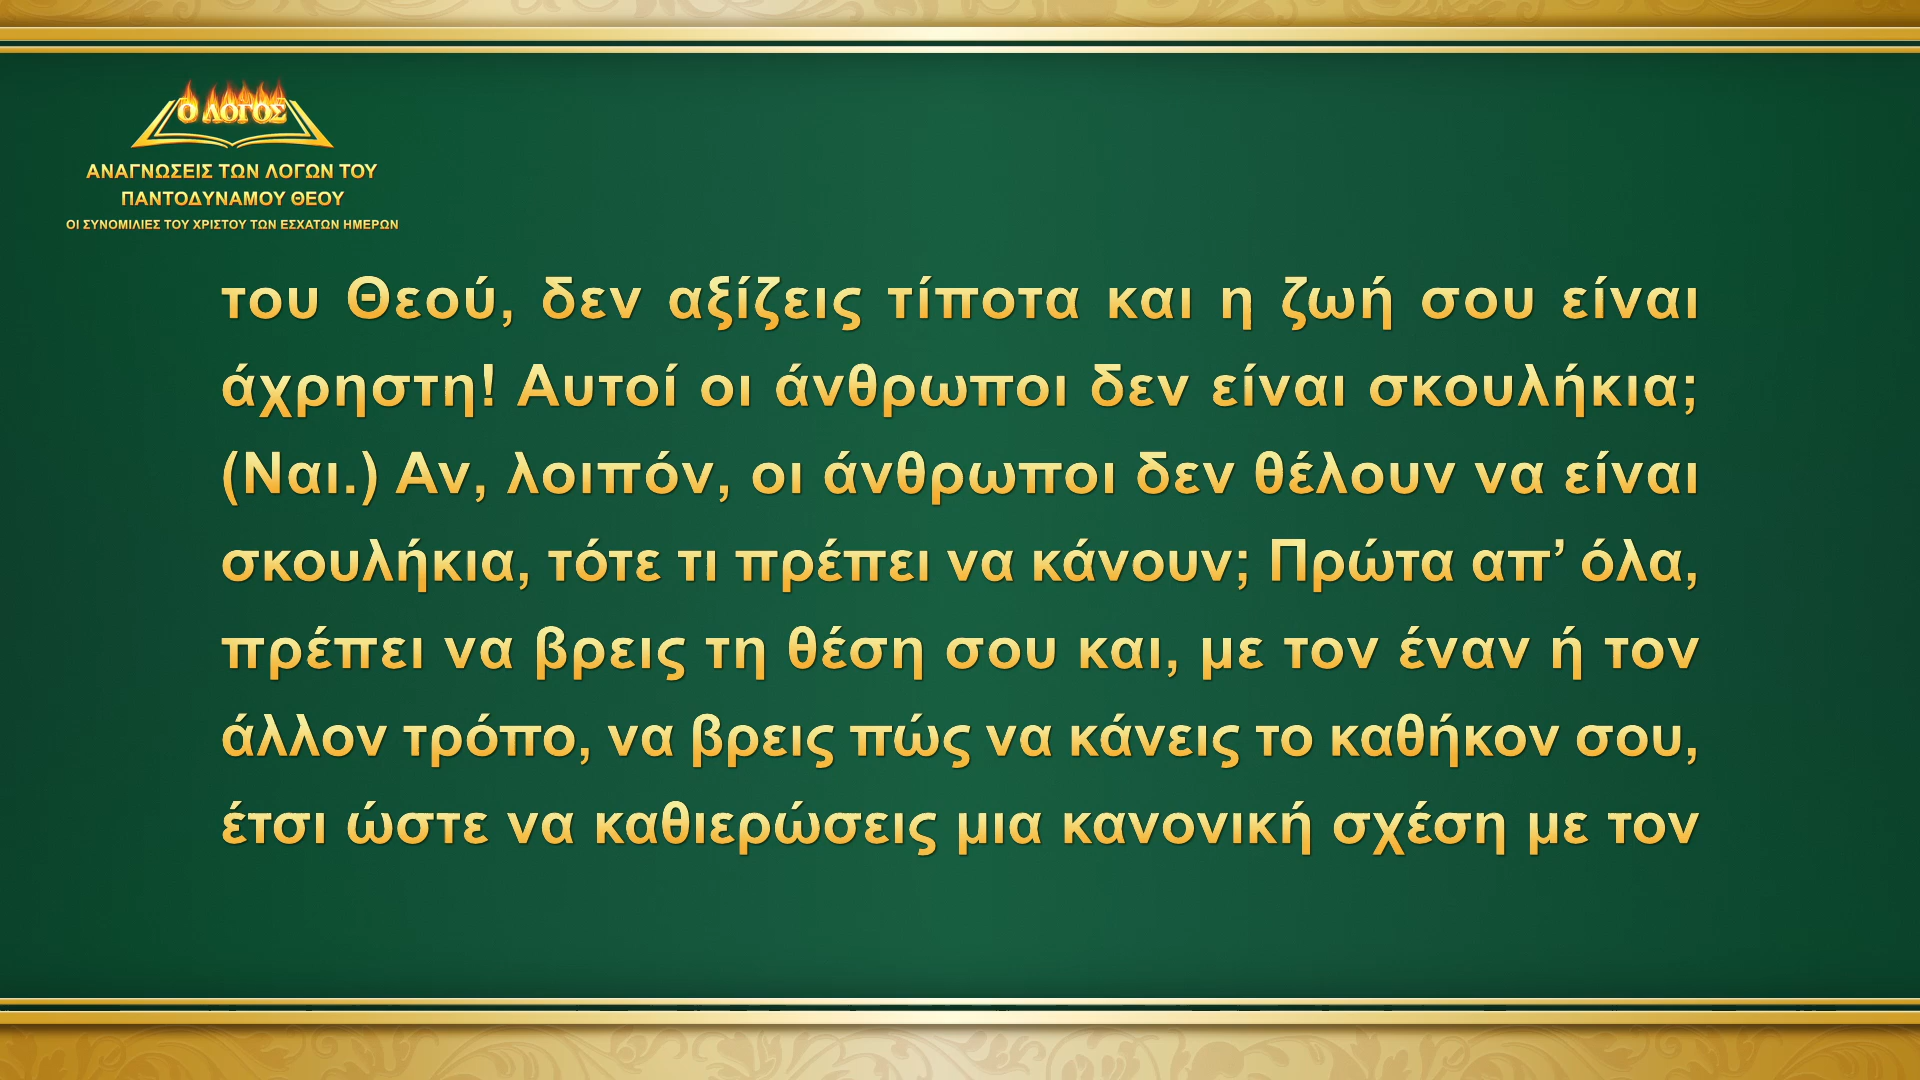 Ο ΛΟΓΟΣ
ΑΝΑΓΝΩΣΕΙΣ ΤΩΝ ΛΟΓΩΝ ΤΟΥ
ΠΑΝΤΟΔΥΝΑΜΟΥ ΘΕΟΥ
ΟΙ ΣΥΝΟΜΙΛΙΕΣ ΤΟΥ ΧΡΙΣΤΟΥ ΤΩΝ ΕΣΧΑΤΩΝ ΗΜΕΡΩΝ
του Θεού, δεν αξίζεις τίποτα και η ζωή σου είναι
άχρηστη! Αυτοί οι άνθρωποι δεν είναι σκουλήκια;
(Ναι.) Αν, λοιπόν, οι άνθρωποι δεν θέλουν να είναι
σκουλήκια, τότε τι πρέπει να κάνουν; Πρώτα απ’ όλα,
πρέπει να βρεις τη θέση σου και, με τον έναν ή τον
άλλον τρόπο, να βρεις πώς να κάνεις το καθήκον σου,
έτσι ώστε να καθιερώσεις μια κανονική σχέση με τον